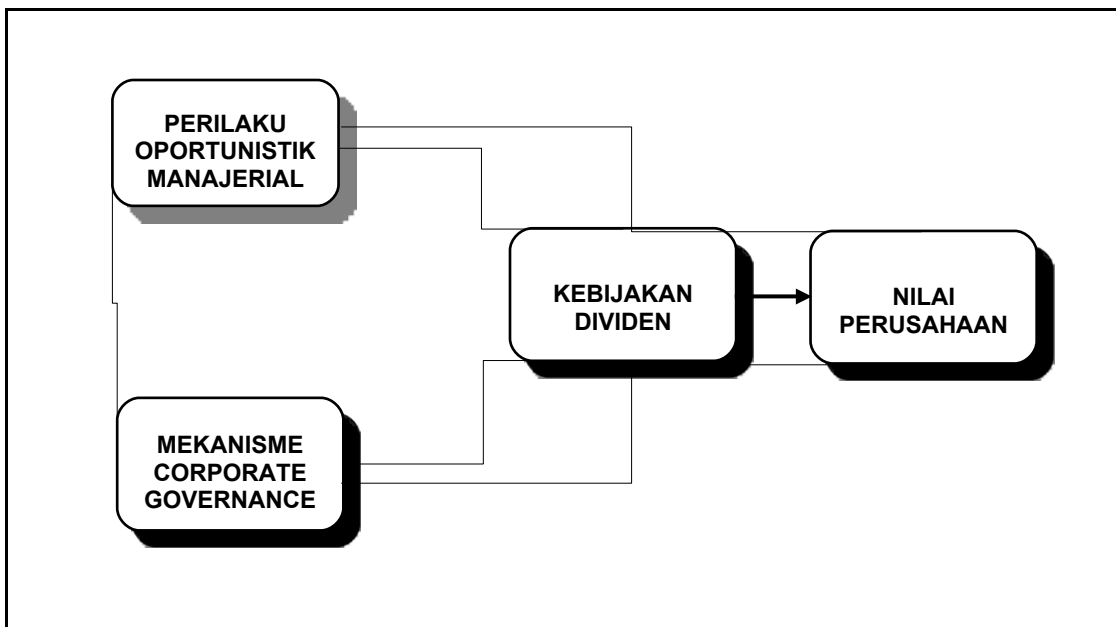 PERILAKU
OPORTUNISTIK
MANAJERIAL
KEBIJAKAN
DIVIDEN
NILAI
PERUSAHAAN
MEKANISME
CORPORATE
GOVERNANCE